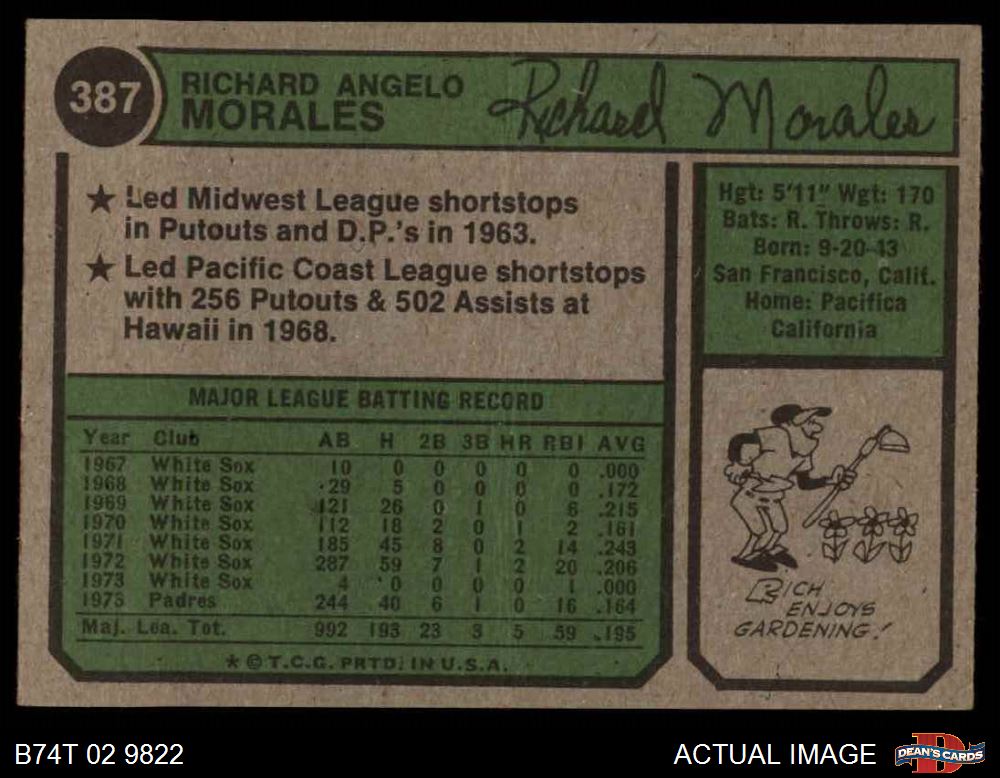 387
RICHARD ANGELO
MORALES
Richard Morales
★ Led Midwest League shortstops
in Putouts and D.P.'s in 1963.
★ Led Pacific Coast League shortstops
with 256 Putouts & 502 Assists at
Hawaii in 1968.
Hgt: 5'11" Wgt: 170
Bats: R. Throws: R.
Born: 9-20-43
San Francisco, Calif.
Home: Pacifica
California
MAJOR LEAGUE BATTING RECORD
Year Club AB H 2B 3B HR RBI AVG
1967 White Sox 10 0 0 0 0 0 .000
1968 White Sox 29 5 0 0 0 0 .172
1969 White Sox 121 26 0 1 0 6 .215
1970 White Sox 112 18 2 0 1 2 .161
1971 White Sox 185 45 8 0 2 14 .243
1972 White Sox 287 59 7 1 2 20 .206
1973 White Sox 4 0 0 0 0 1 .000
1973 Padres 244 40 6 1 0 16 .164
Maj. Lea. Tot. 992 193 23 3 5 59 .195
★ © T.C.G. PRTD. IN U.S.A.
RICH
ENJOYS
GARDENING!
B74T 02 9822
ACTUAL IMAGE
DEAN'S CARDS